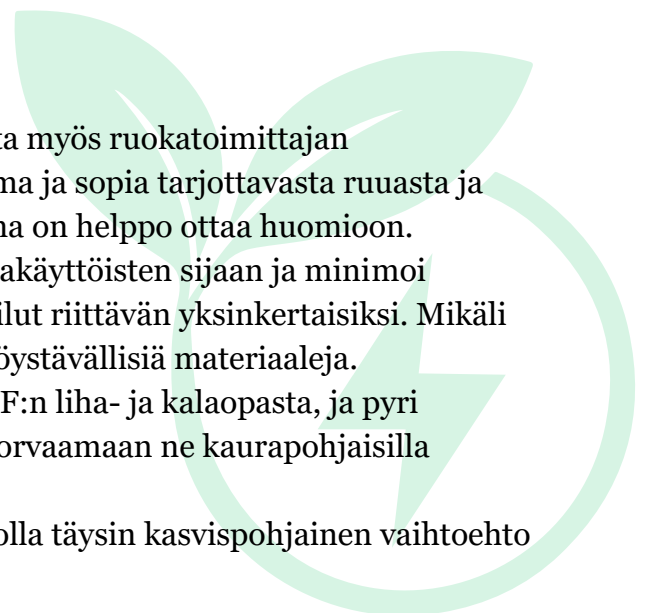 ta myös ruokatoimittajan
ma ja sopia tarjottavasta ruuasta ja
na on helppo ottaa huomioon.
akäyttöisten sijaan ja minimoi
ilut riittävän yksinkertaisiksi. Mikäli
öystävällisiä materiaaleja.
F:n liha- ja kalaopasta, ja pyri
orvaamaan ne kaurapohjaisilla
olla täysin kasvispohjainen vaihtoehto